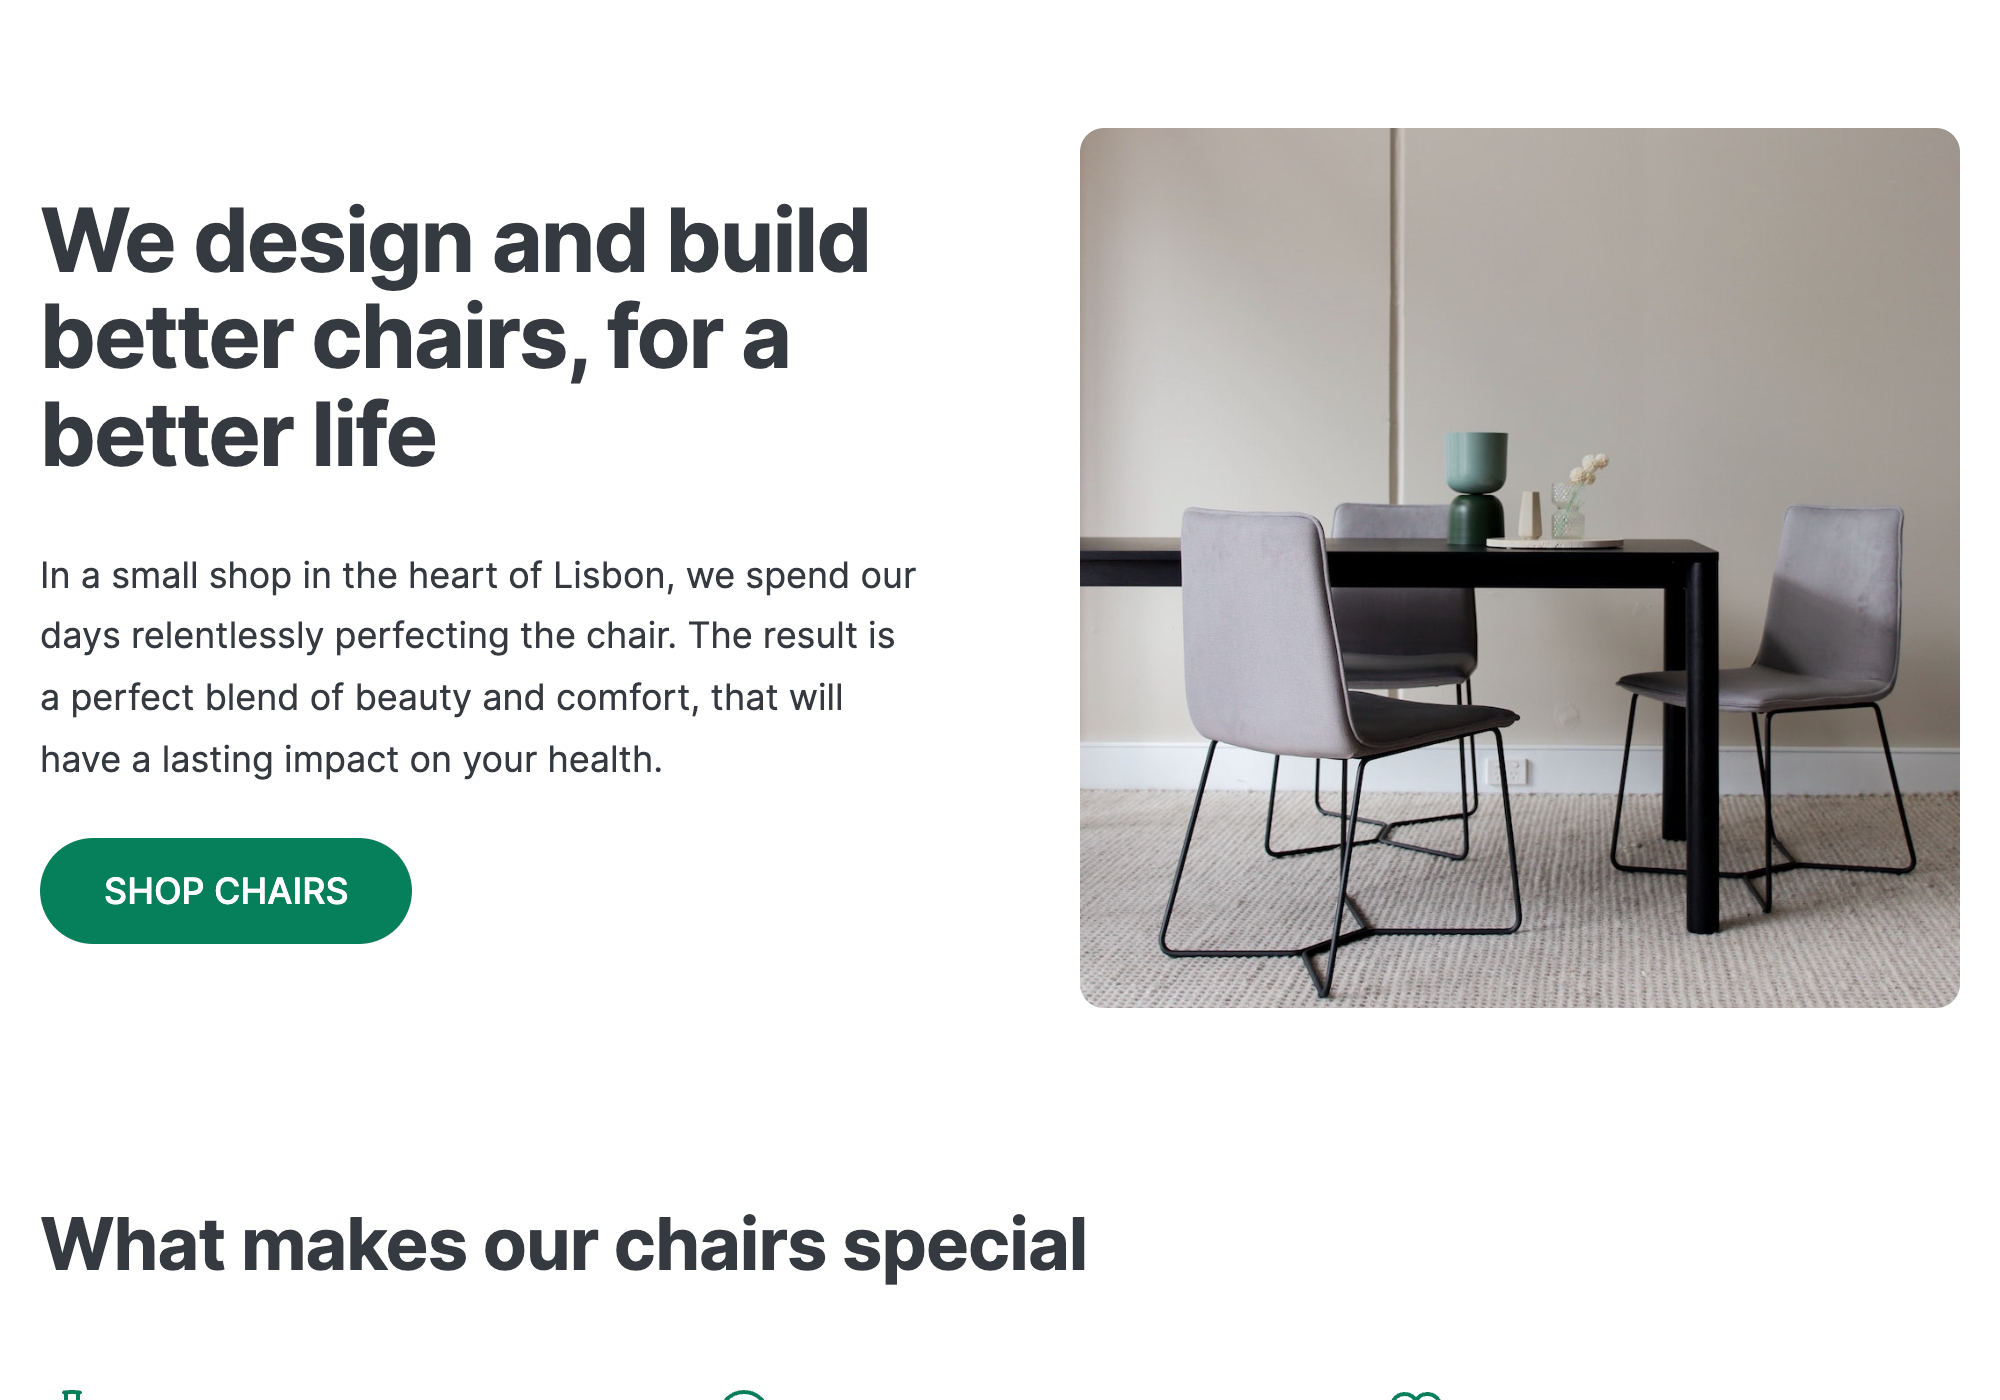 We design and build
better chairs, for a
better life
In a small shop in the heart of Lisbon, we spend our
days relentlessly perfecting the chair. The result is
a perfect blend of beauty and comfort, that will
have a lasting impact on your health.
SHOP CHAIRS
What makes our chairs special